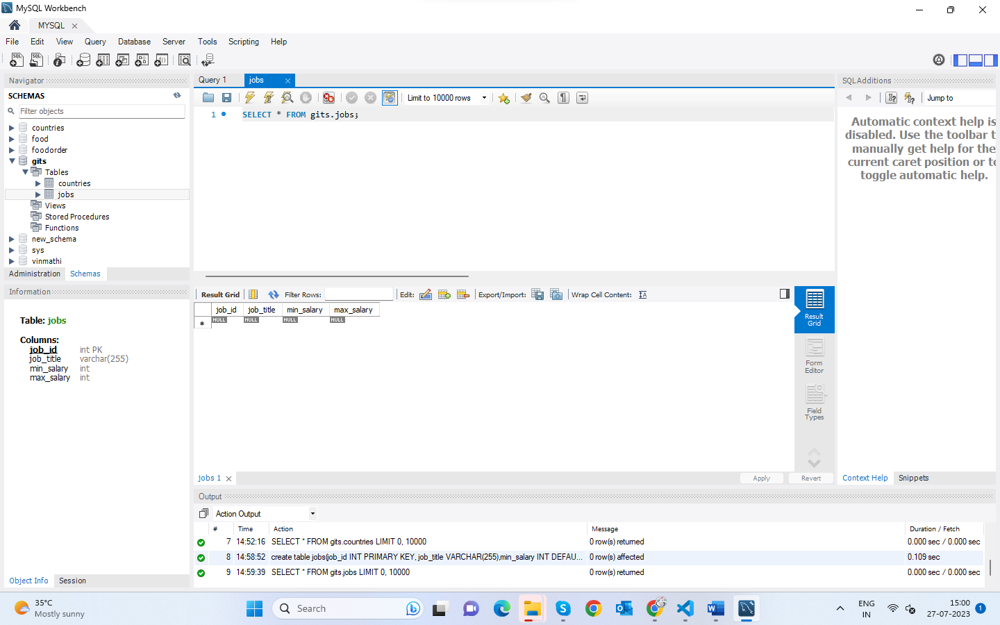 MySQL Workbench
MYSQL
File Edit View Query Database Server Tools Scripting Help
Navigator
SCHEMAS
Filter objects
countries
food
foodorder
gits
Tables
countries
jobs
Views
Stored Procedures
Functions
new_schema
sys
vinmathi
Administration Schemas
Information
Table: jobs
Columns:
job_id int PK
job_title varchar(255)
min_salary int
max_salary int
Object Info Session
Query 1 jobs
Limit to 10000 rows
1 SELECT * FROM gits.jobs;
Result Grid Filter Rows: Edit: Export/Import: Wrap Cell Content:
job_id job_title min_salary max_salary
NULL NULL NULL NULL
Result
Grid
Form
Editor
Field
Types
jobs 1 Apply Revert
SQL Additions
Jump to
Automatic context help is
disabled. Use the toolbar t
manually get help for the
current caret position or to
toggle automatic help.
Context Help Snippets
Output
Action Output
# Time Action Message Duration / Fetch
7 14:52:16 SELECT * FROM gits.countries LIMIT 0, 10000 0 row(s) returned 0.000 sec / 0.000 sec
8 14:58:52 create table jobs(job_id INT PRIMARY KEY, job_title VARCHAR(255),min_salary INT DEFAU... 0 row(s) affected 0.109 sec
9 14:59:39 SELECT * FROM gits.jobs LIMIT 0, 10000 0 row(s) returned 0.000 sec / 0.000 sec
35°C
Mostly sunny
Search
ENG
IN
15:00
27-07-2023
1